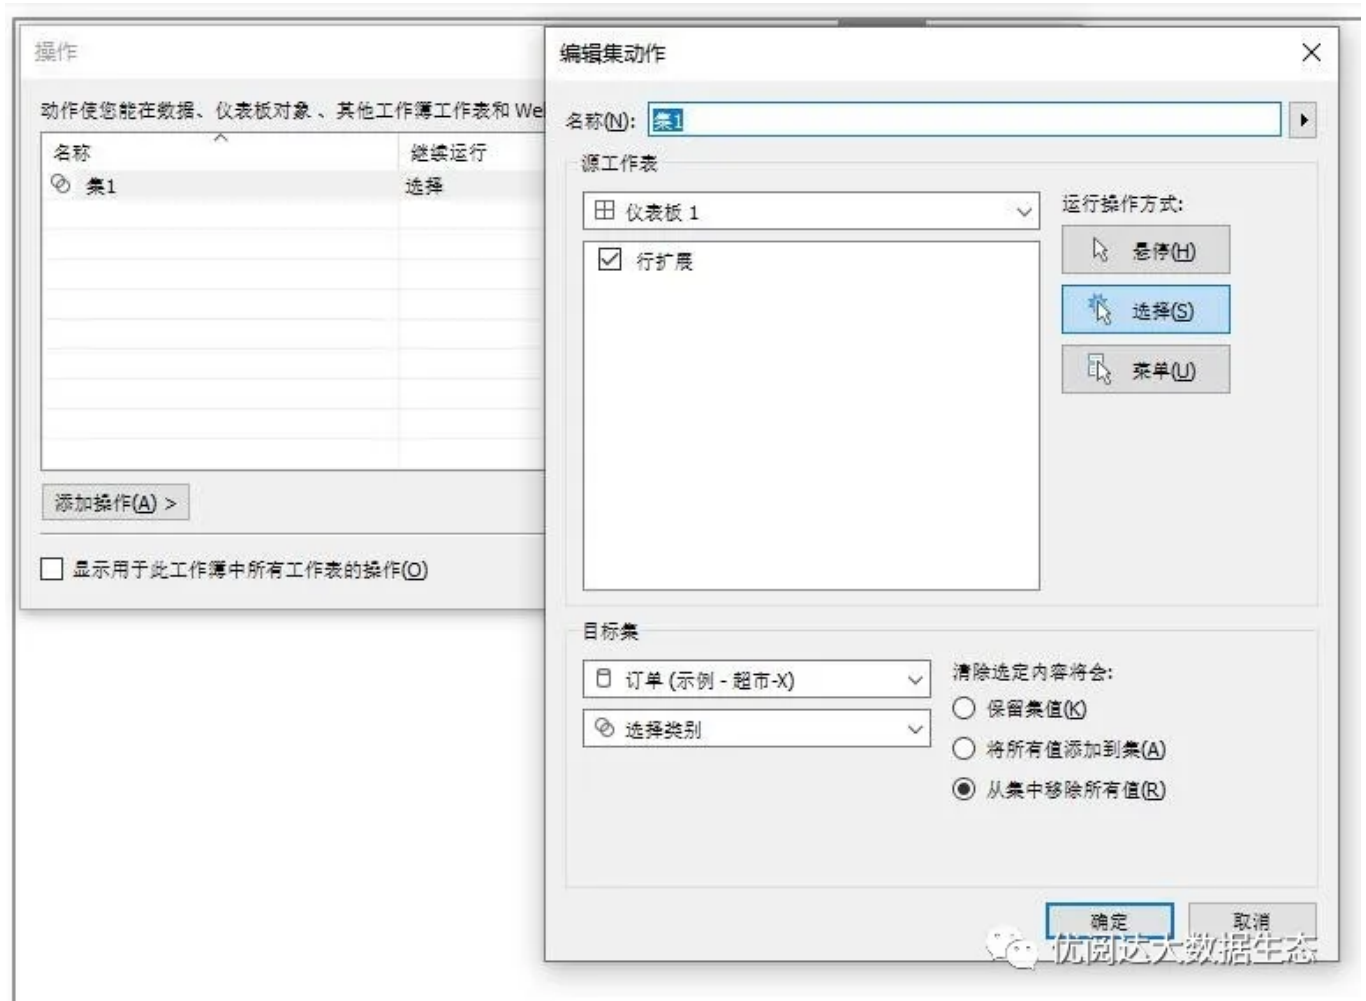 操作
动作使您能在数据、仪表板对象、其他工作簿工作表和 We
名称 继续运行
集1 选择
添加操作(A) >
显示用于此工作簿中所有工作表的操作(O)
编辑集动作
名称(N): 集1
源工作表
仪表板 1
行扩展
运行操作方式:
悬停(H)
选择(S)
菜单(U)
目标集
订单 (示例 - 超市-X)
选择类别
清除选定内容将会:
保留集值(K)
将所有值添加到集(A)
从集中移除所有值(R)
确定 取消
优阅达大数据生态